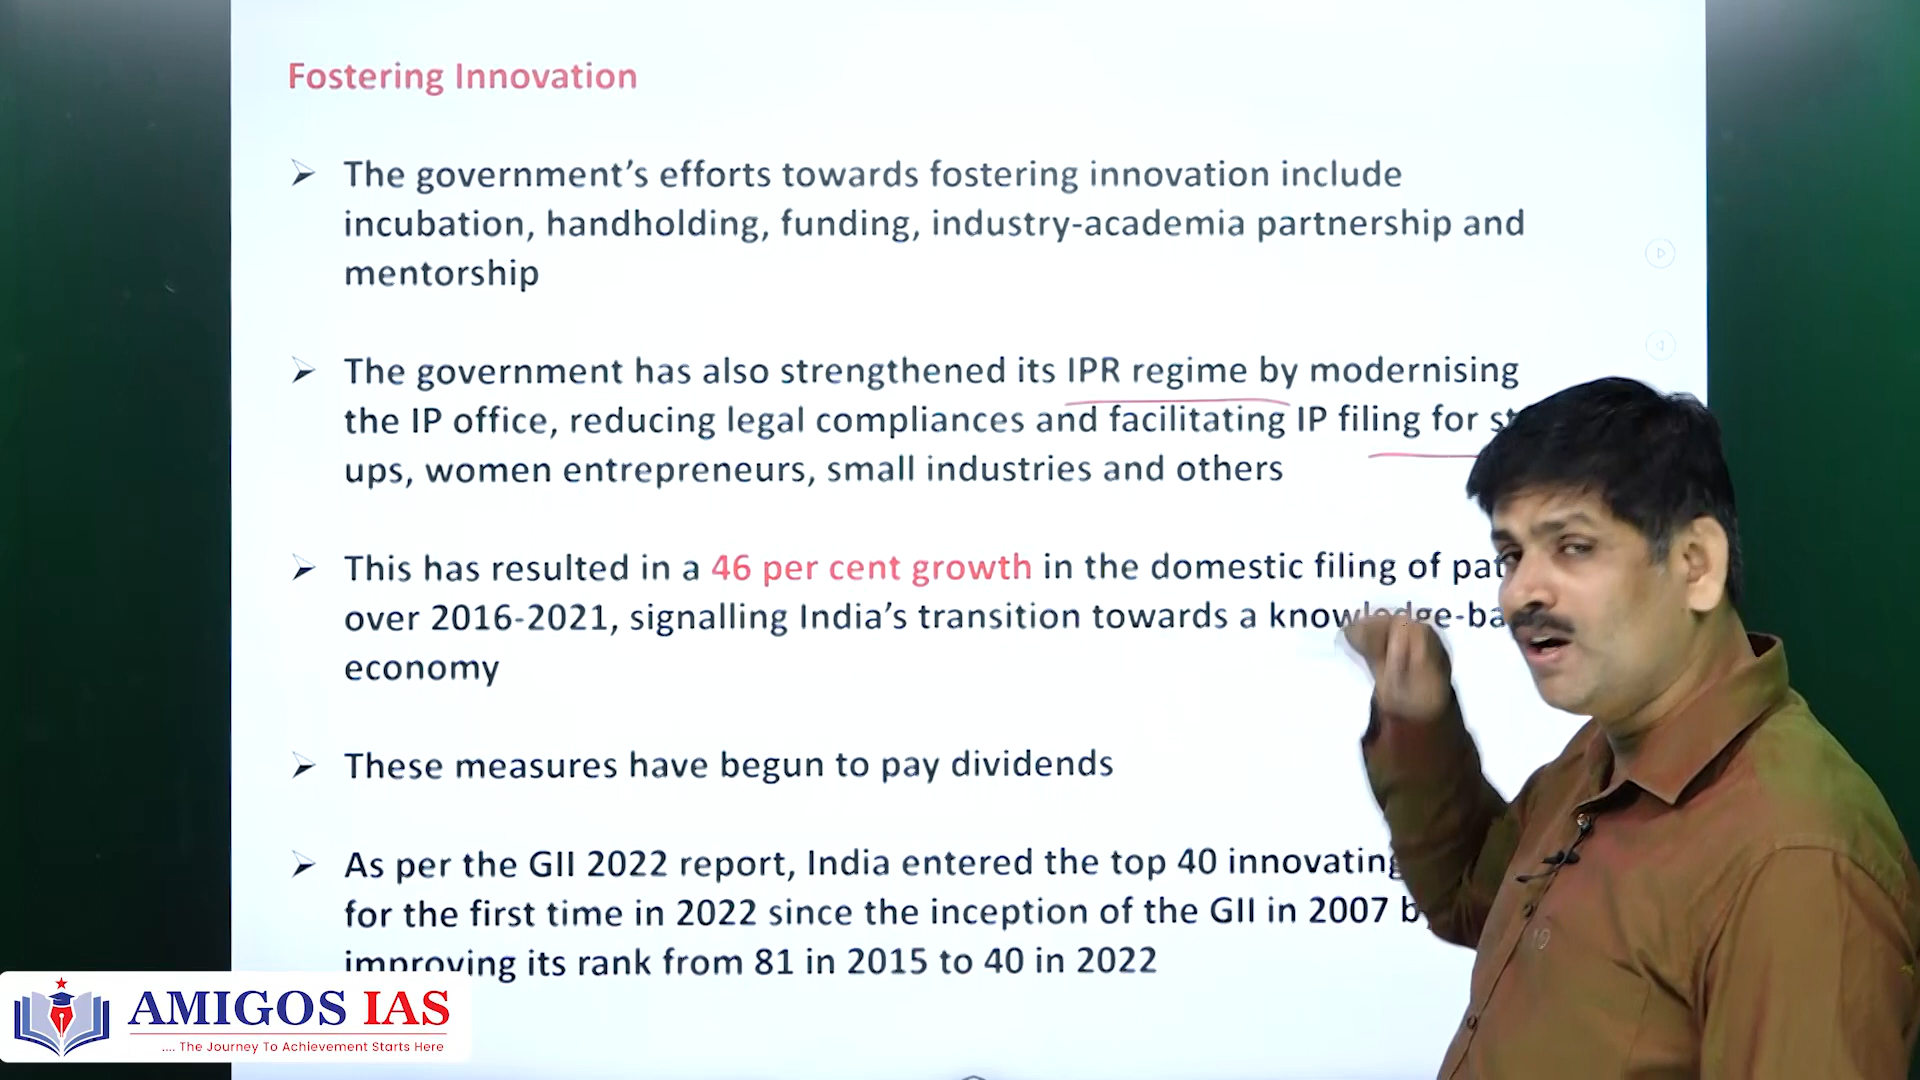 Fostering Innovation
➢ The government’s efforts towards fostering innovation include
incubation, handholding, funding, industry-academia partnership and
mentorship
➢ The government has also strengthened its IPR regime by modernising
the IP office, reducing legal compliances and facilitating IP filing for
ups, women entrepreneurs, small industries and others
➢ This has resulted in a 46 per cent growth in the domestic filing of
over 2016-2021, signalling India’s transition towards a knowledge-ba
economy
➢ These measures have begun to pay dividends
➢ As per the GII 2022 report, India entered the top 40 innovating
for the first time in 2022 since the inception of the GII in 2007
improving its rank from 81 in 2015 to 40 in 2022
AMIGOS IAS
.... The Journey To Achievement Starts Here